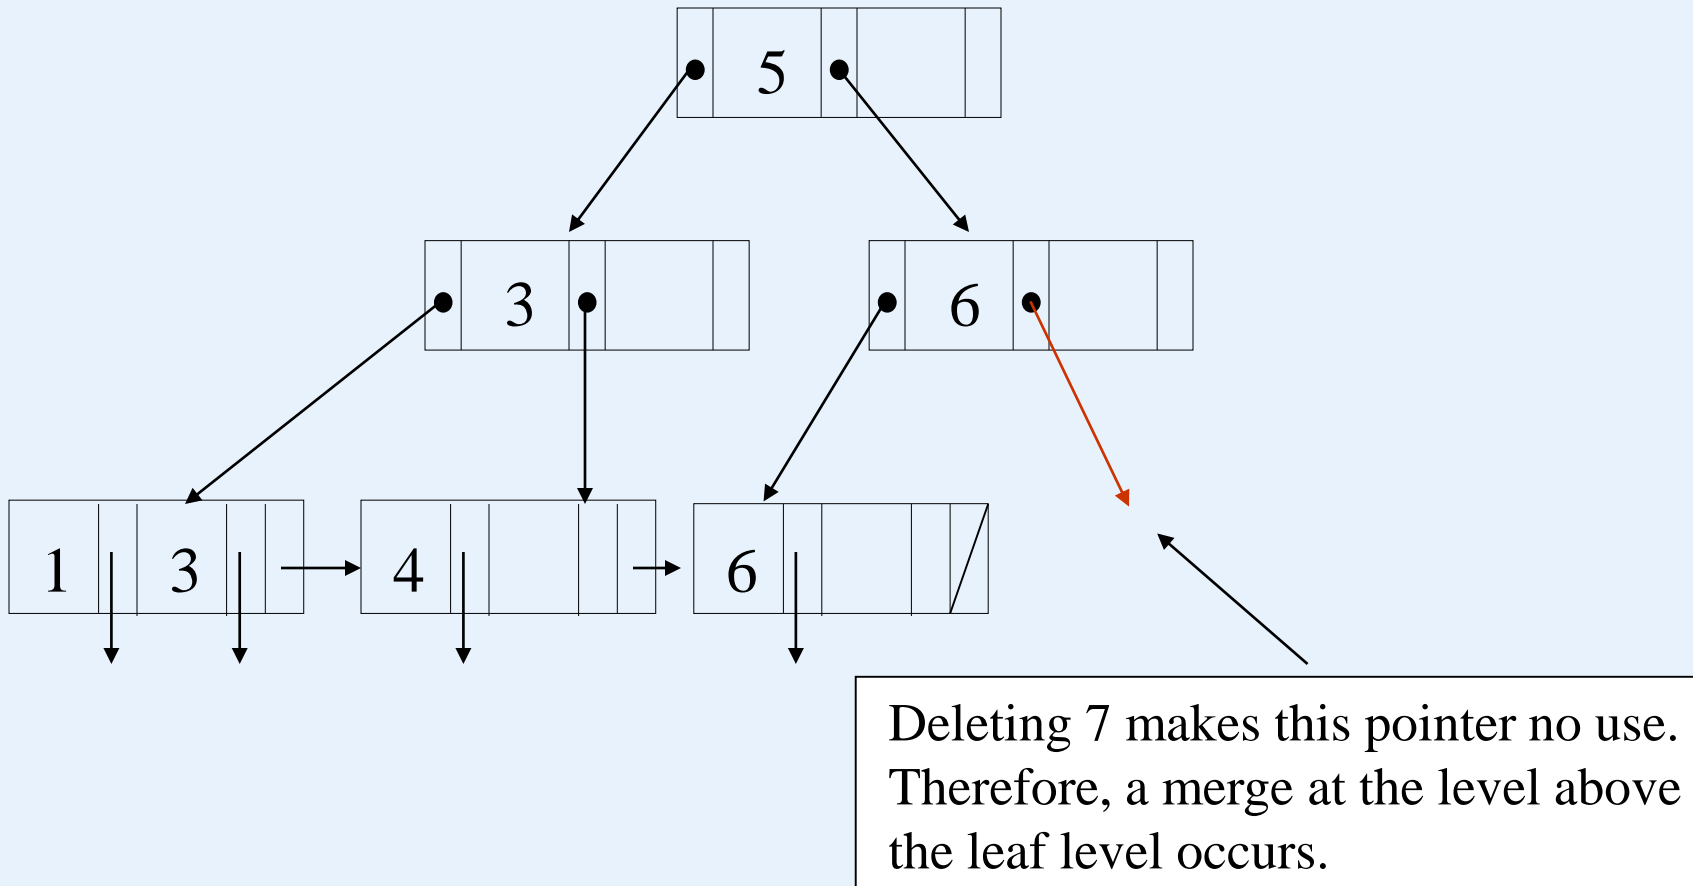 5
3 6
1 3 4 6
Deleting 7 makes this pointer no use.
Therefore, a merge at the level above
the leaf level occurs.